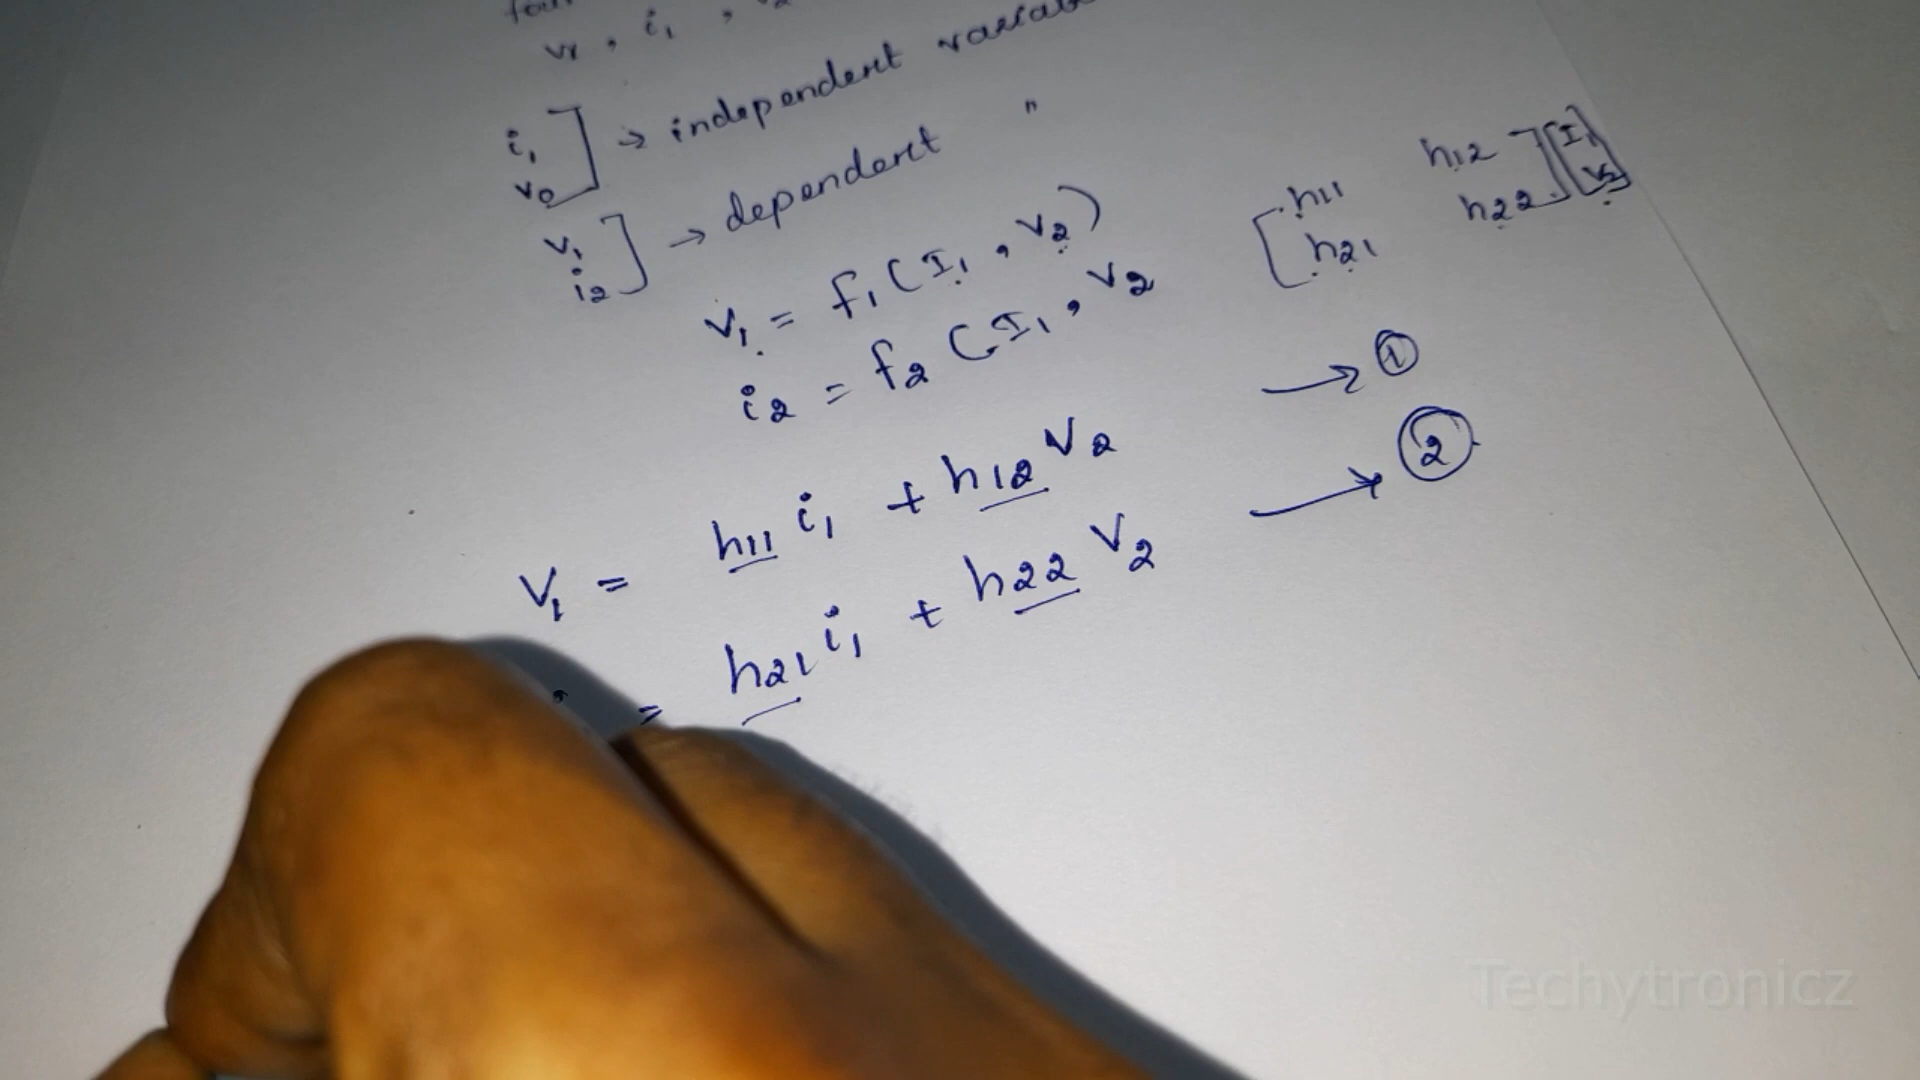 v₁ , i₁ ,
i₁
v₂ ] → independent
v₁
i₂ ] → dependent "
v₁ = f₁ (I₁ , v₂)
i₂ = f₂ (I₁ , v₂
[h11 h12] [I₁
h21 h22] v₂]
V₁ = h11 i₁ + h12 V₂ → ①
= h21 i₁ + h22 V₂ → ②
Techytronicz